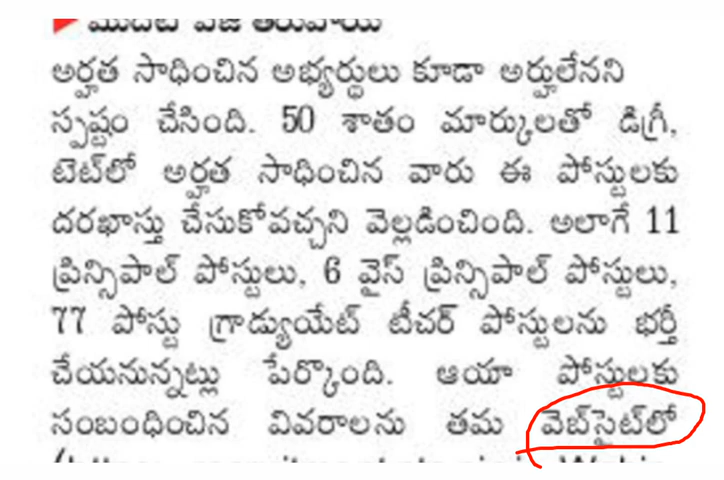 అర్హత సాధించిన అభ్యర్థులు కూడా అర్హులేనని
స్పష్టం చేసింది. 50 శాతం మార్కులతో డిగ్రీ,
టెట్‌లో అర్హత సాధించిన వారు ఈ పోస్టులకు
దరఖాస్తు చేసుకోవచ్చని వెల్లడించింది. అలాగే 11
ప్రిన్సిపాల్ పోస్టులు, 6 వైస్ ప్రిన్సిపాల్ పోస్టులు,
77 పోస్టు గ్రాడ్యుయేట్ టీచర్ పోస్టులను భర్తీ
చేయనున్నట్లు పేర్కొంది. ఆయా పోస్టులకు
సంబంధించిన వివరాలను తమ వెబ్‌సైట్‌లో